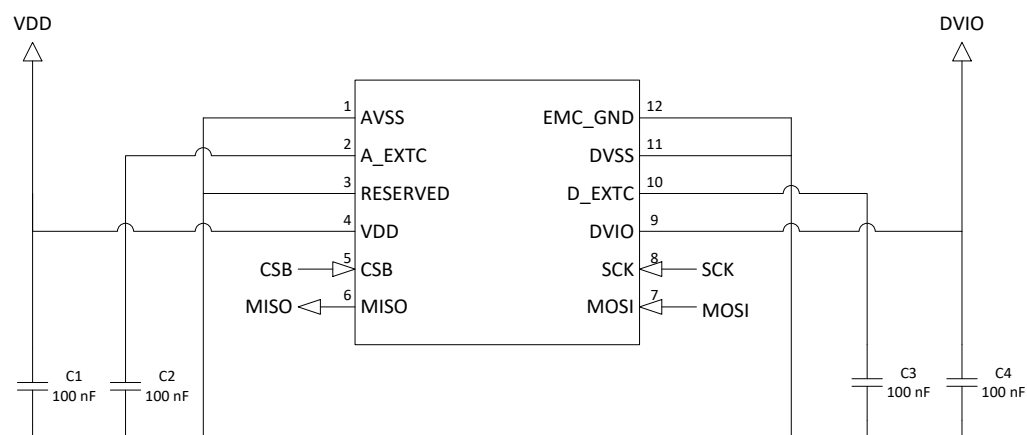 VDD
DVIO
1
AVSS
EMC_GND
12
2
A_EXTC
DVSS
11
3
RESERVED
D_EXTC
10
4
VDD
DVIO
9
CSB
5
CSB
SCK
8
SCK
MISO
6
MISO
MOSI
7
MOSI
C1
100 nF
C2
100 nF
C3
100 nF
C4
100 nF